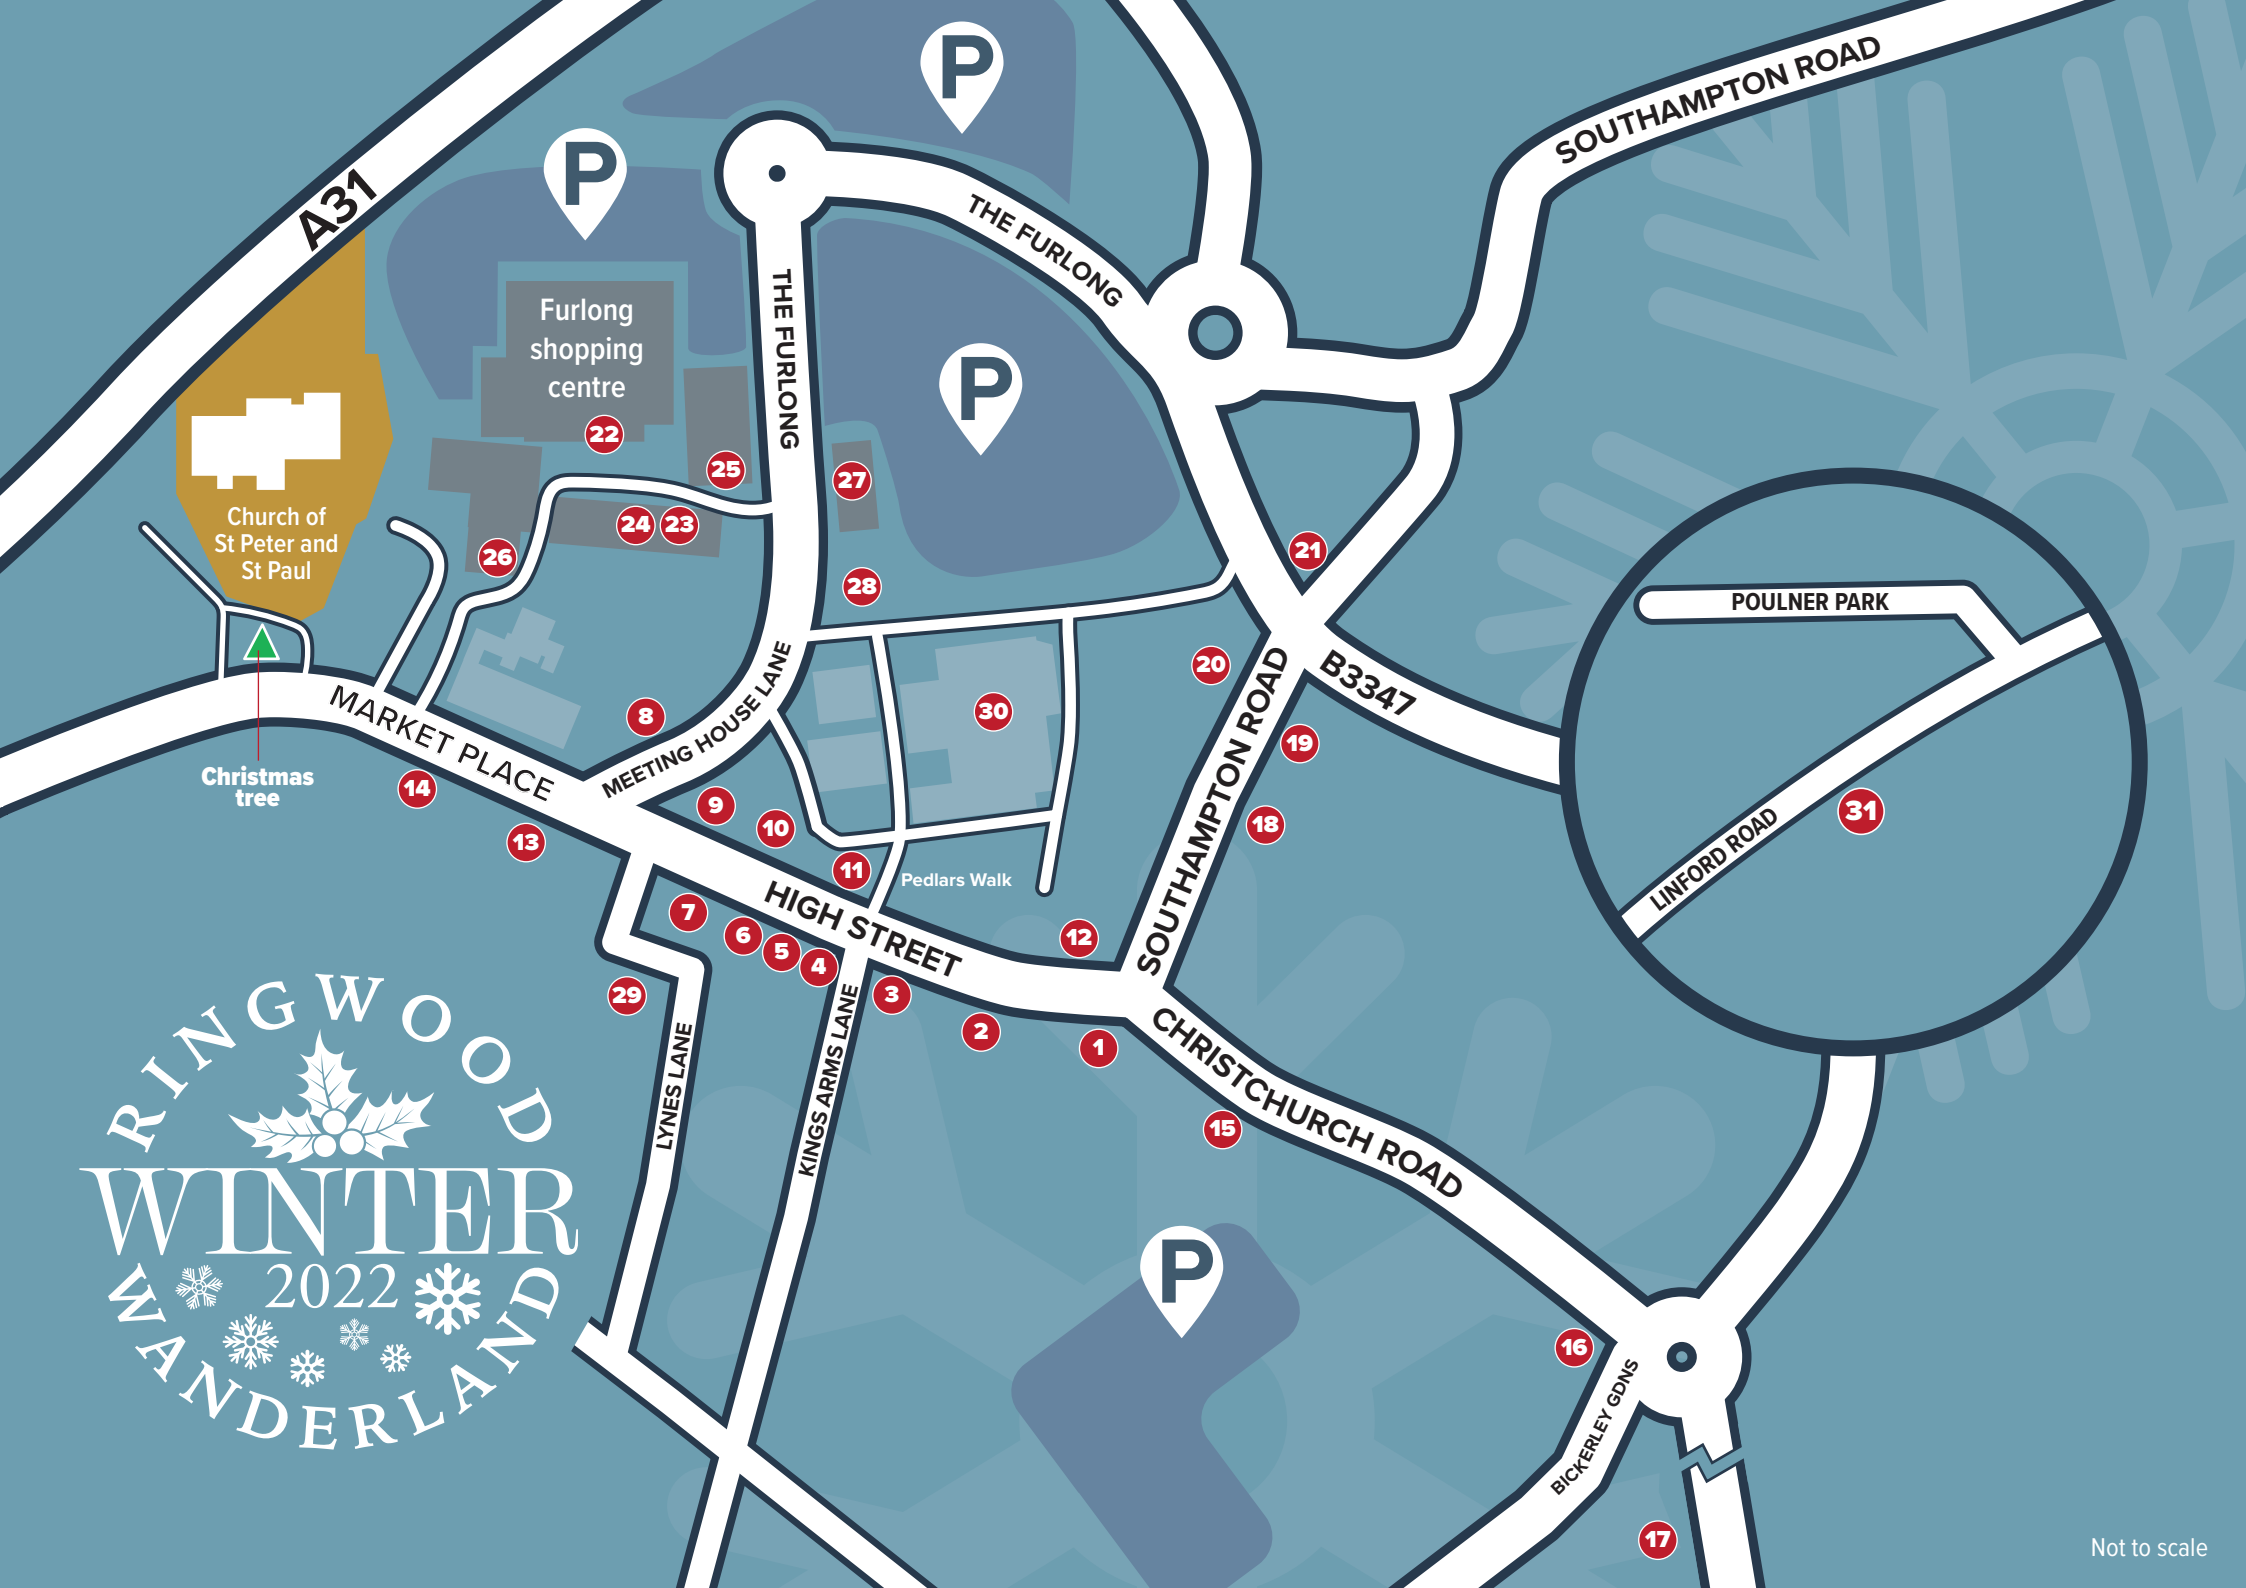 P
SOUTHAMPTON ROAD
P
A31
THE FURLONG
THE FURLONG
Furlong
shopping
centre
P
22
25
27
24
23
26
21
28
Church of
St Peter and
St Paul
POULNER PARK
20
B3347
30
8
MEETING HOUSE LANE
MARKET PLACE
19
SOUTHAMPTON ROAD
Christmas
tree
14
9
10
13
18
31
LINFORD ROAD
11
Pedlars Walk
HIGH STREET
7
6
5
4
12
29
3
2
1
LYNES LANE
KINGS ARMS LANE
CHRISTCHURCH ROAD
15
RINGWOOD
WINTER
2022
WANDERLAND
P
16
BICKERLEY GDNS
17
Not to scale